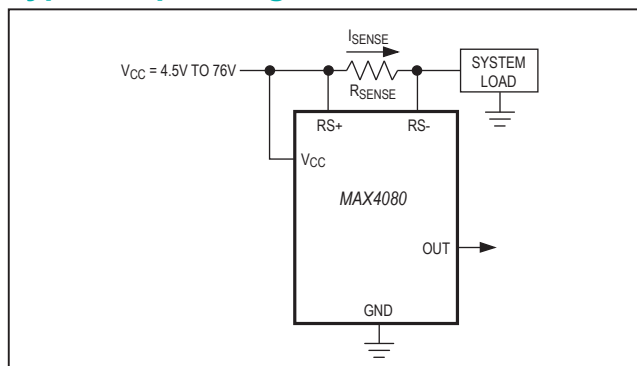 I_SENSE
V_CC = 4.5V TO 76V
R_SENSE
SYSTEM
LOAD
RS+
RS-
V_CC
MAX4080
OUT
GND